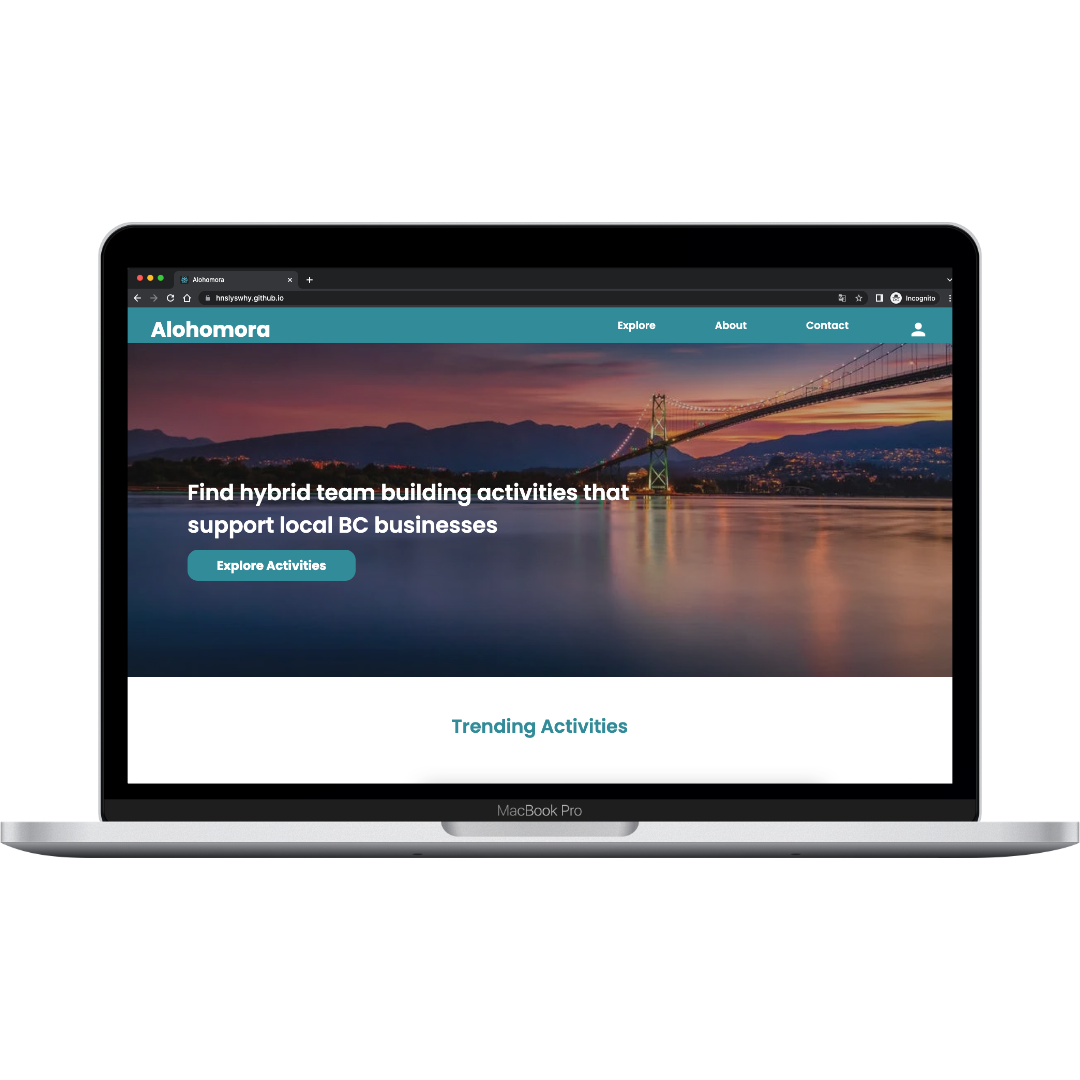 Alohomora
hnslyswhy.github.io
Incognito
Alohomora
Explore
About
Contact
Find hybrid team building activities that
support local BC businesses
Explore Activities
Trending Activities
MacBook Pro